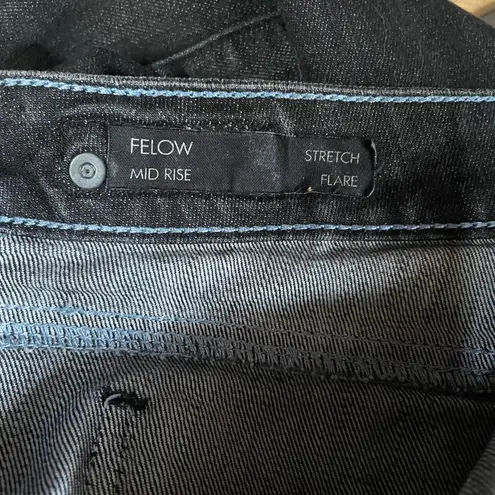 FELOW
MID RISE
STRETCH
FLARE